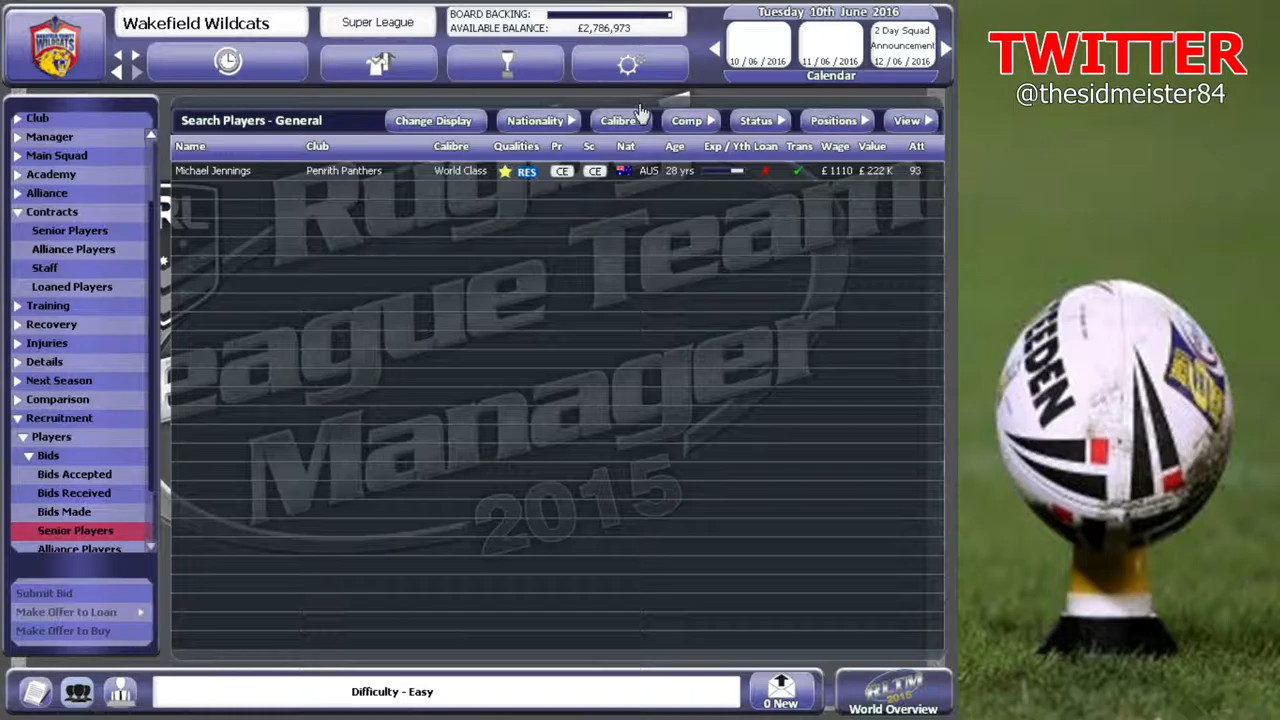 Wakefield Wildcats
Super League
BOARD BACKING:
AVAILABLE BALANCE: £2,786,973
Tuesday 10th June 2016
10 / 06 / 2016
11 / 06 / 2016
2 Day Squad
Announcement
12 / 06 / 2016
Calendar
TWITTER
@thesidmeister84
WILDCATS
Club
Manager
Main Squad
Academy
Alliance
Contracts
Senior Players
Alliance Players
Staff
Loaned Players
Training
Recovery
Injuries
Details
Next Season
Comparison
Recruitment
Players
Bids
Bids Accepted
Bids Received
Bids Made
Senior Players
Alliance Players
Submit Bid
Make Offer to Loan
Make Offer to Buy
Search Players - General
Change Display
Nationality
Calibre
Comp
Status
Positions
View
Name Club Calibre Qualities Pr Sc Nat Age Exp / Yth Loan Trans Wage Value Att
Michael Jennings Penrith Panthers World Class RES CE CE AUS 28 yrs £ 1110 £ 222 K 93
Rugby
League Team
Manager
2015
STEEDEN
Difficulty - Easy
0 New
RLTM
2015
World Overview